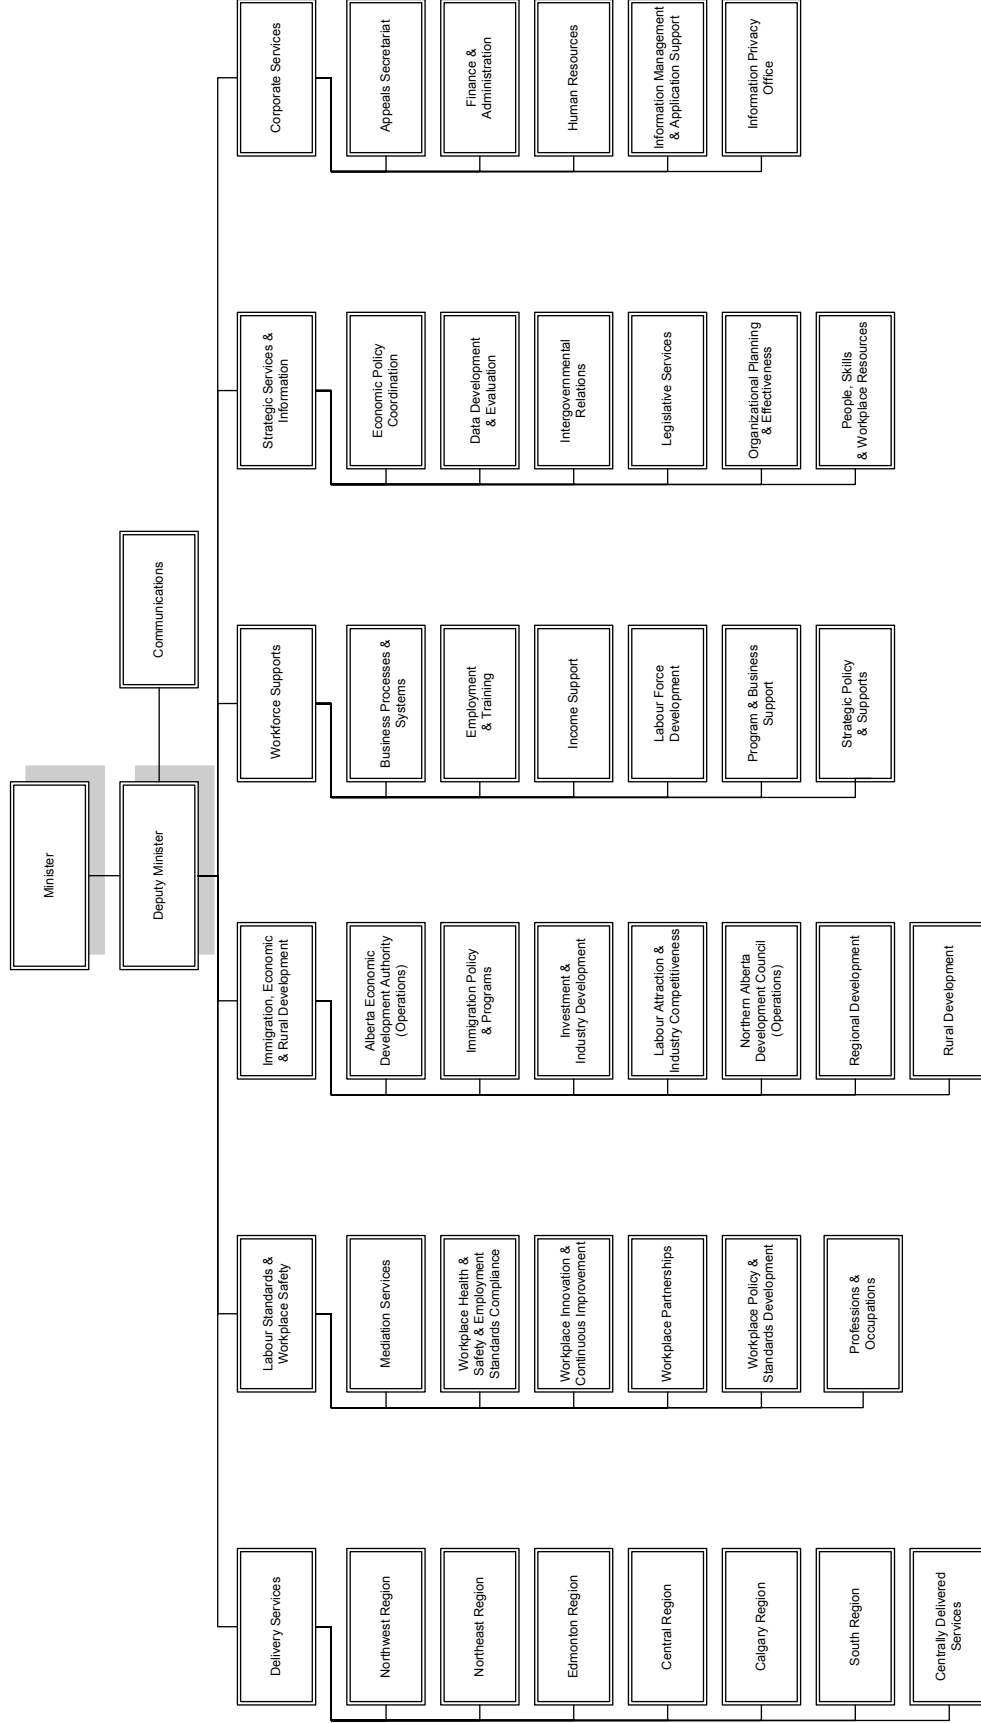 Minister
Deputy Minister
Communications
Delivery Services
Northwest Region
Northeast Region
Edmonton Region
Central Region
Calgary Region
South Region
Centrally Delivered
Services
Labour Standards &
Workplace Safety
Mediation Services
Workplace Health &
Safety & Employment
Standards Compliance
Workplace Innovation &
Continuous Improvement
Workplace Partnerships
Workplace Policy &
Standards Development
Professions &
Occupations
Immigration, Economic
& Rural Development
Alberta Economic
Development Authority
(Operations)
Immigration Policy
& Programs
Investment &
Industry Development
Labour Attraction &
Industry Competitiveness
Northern Alberta
Development Council
(Operations)
Regional Development
Rural Development
Workforce Supports
Business Processes &
Systems
Employment
& Training
Income Support
Labour Force
Development
Program & Business
Support
Strategic Policy
& Supports
Strategic Services &
Information
Economic Policy
Coordination
Data Development
& Evaluation
Intergovernmental
Relations
Legislative Services
Organizational Planning
& Effectiveness
People, Skills
& Workplace Resources
Corporate Services
Appeals Secretariat
Finance &
Administration
Human Resources
Information Management
& Application Support
Information Privacy
Office